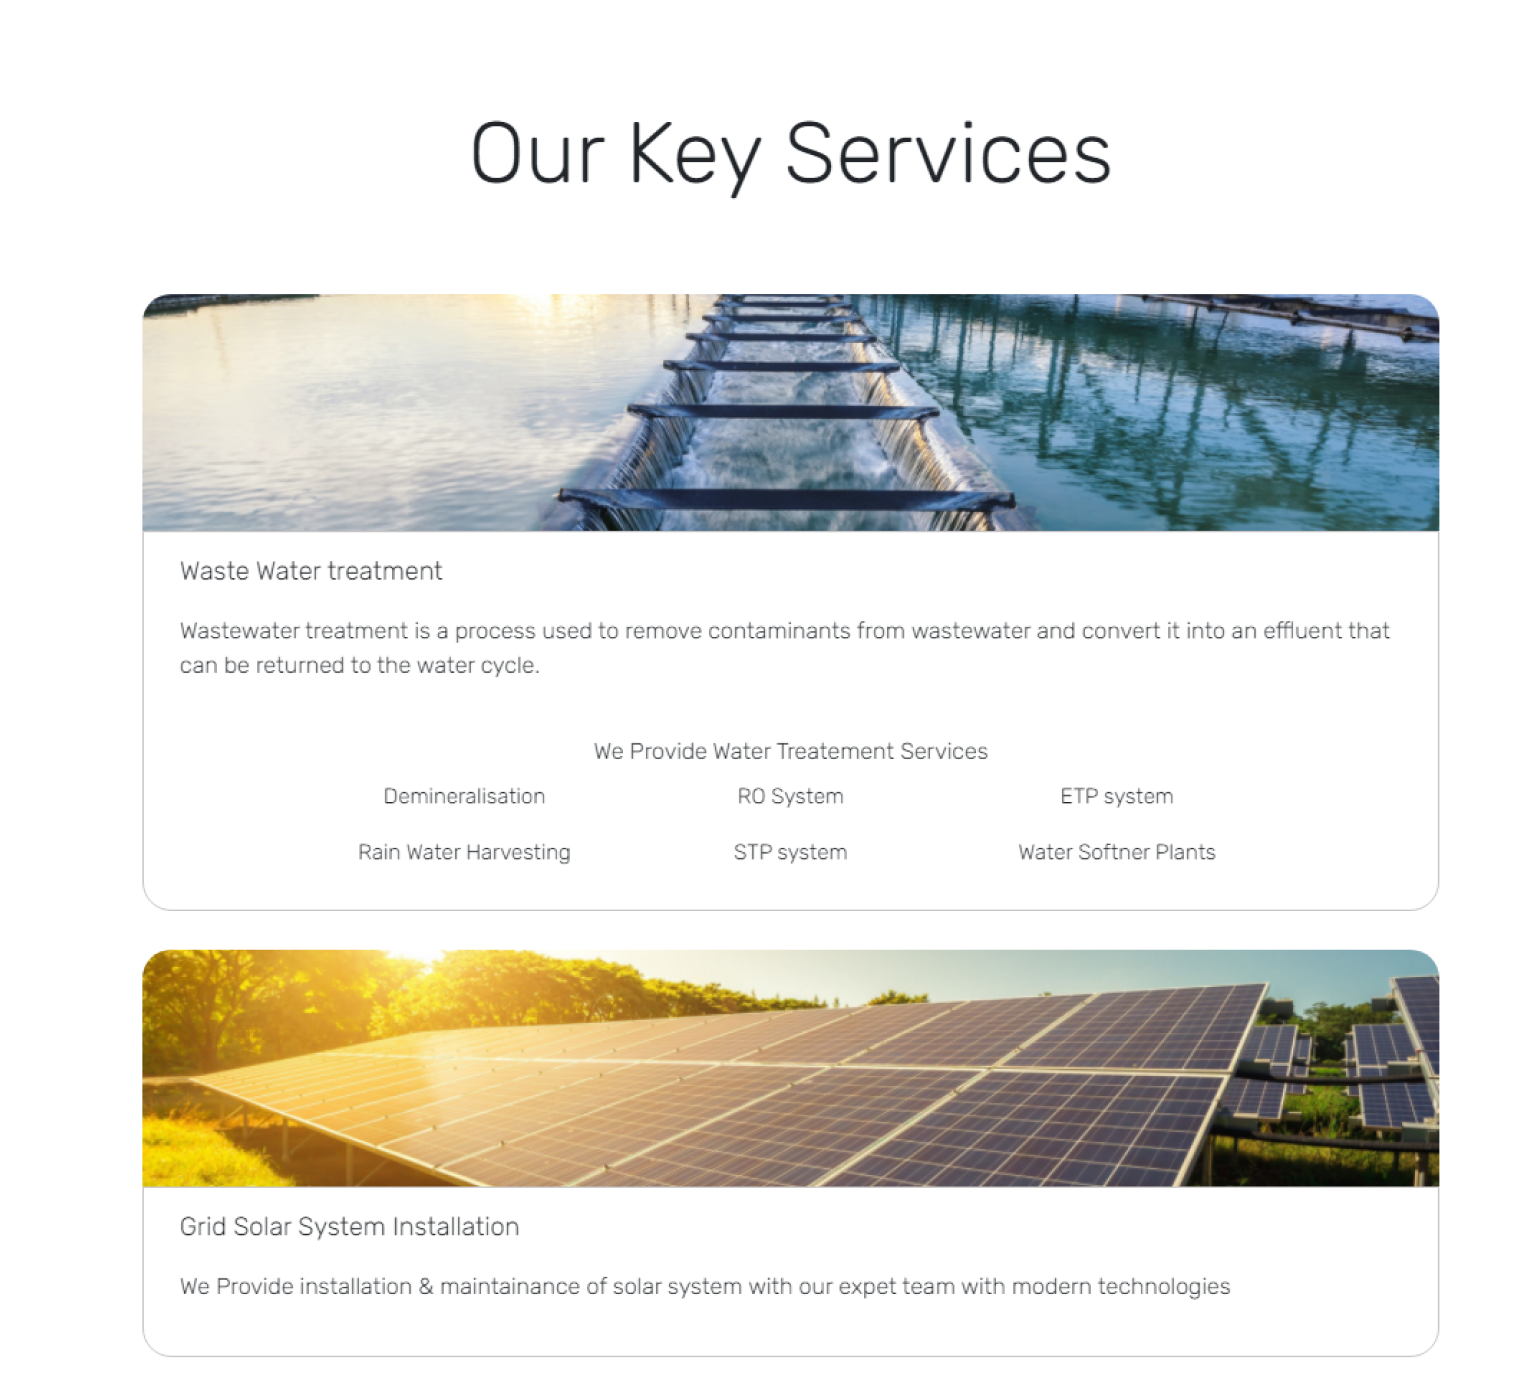 Our Key Services
Waste Water treatment
Wastewater treatment is a process used to remove contaminants from wastewater and convert it into an effluent that
can be returned to the water cycle.
We Provide Water Treatement Services
Demineralisation RO System ETP system
Rain Water Harvesting STP system Water Softner Plants
Grid Solar System Installation
We Provide installation & maintainance of solar system with our expet team with modern technologies